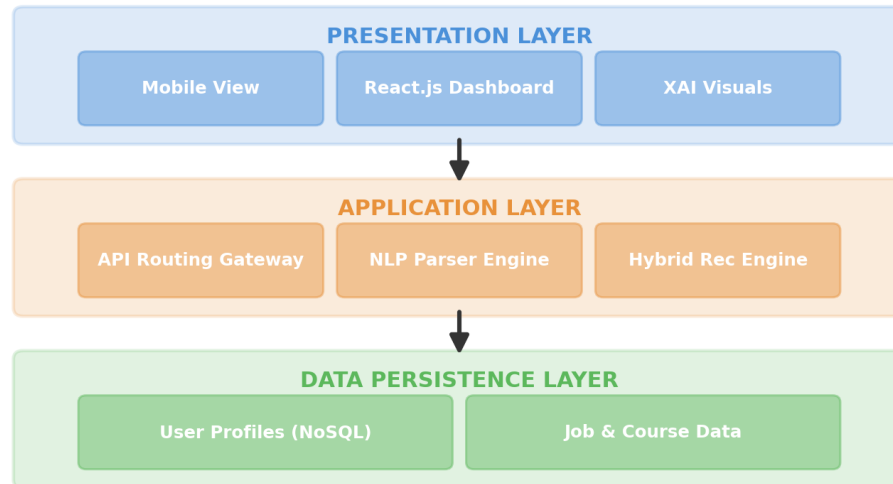 PRESENTATION LAYER
Mobile View
React.js Dashboard
XAI Visuals
APPLICATION LAYER
API Routing Gateway
NLP Parser Engine
Hybrid Rec Engine
DATA PERSISTENCE LAYER
User Profiles (NoSQL)
Job & Course Data